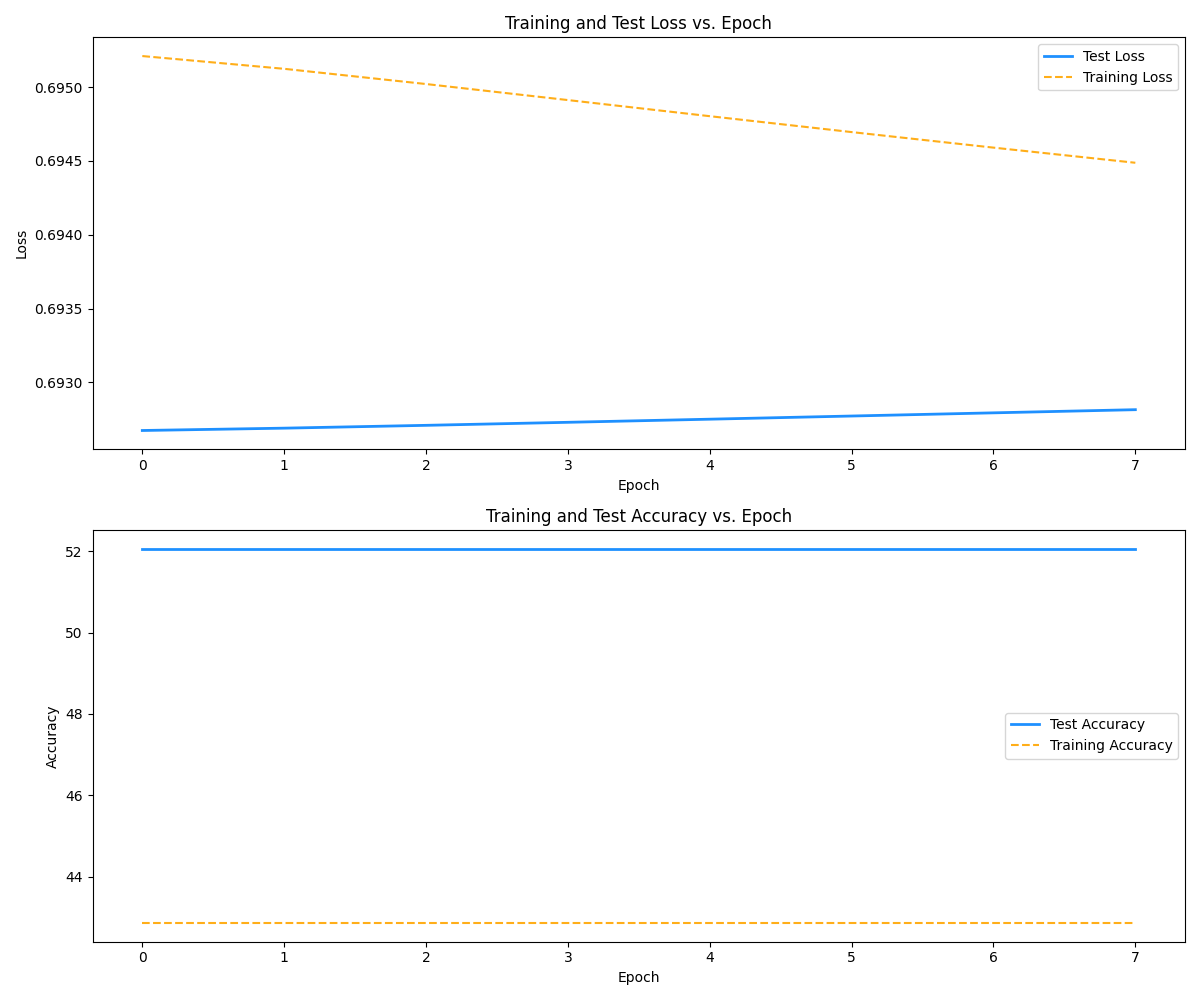 Training and Test Loss vs. Epoch
Test Loss
Training Loss
0.6950
0.6945
0.6940
0.6935
0.6930
Loss
0 1 2 3 4 5 6 7
Epoch
Training and Test Accuracy vs. Epoch
52
50
48
46
44
Accuracy
Test Accuracy
Training Accuracy
0 1 2 3 4 5 6 7
Epoch